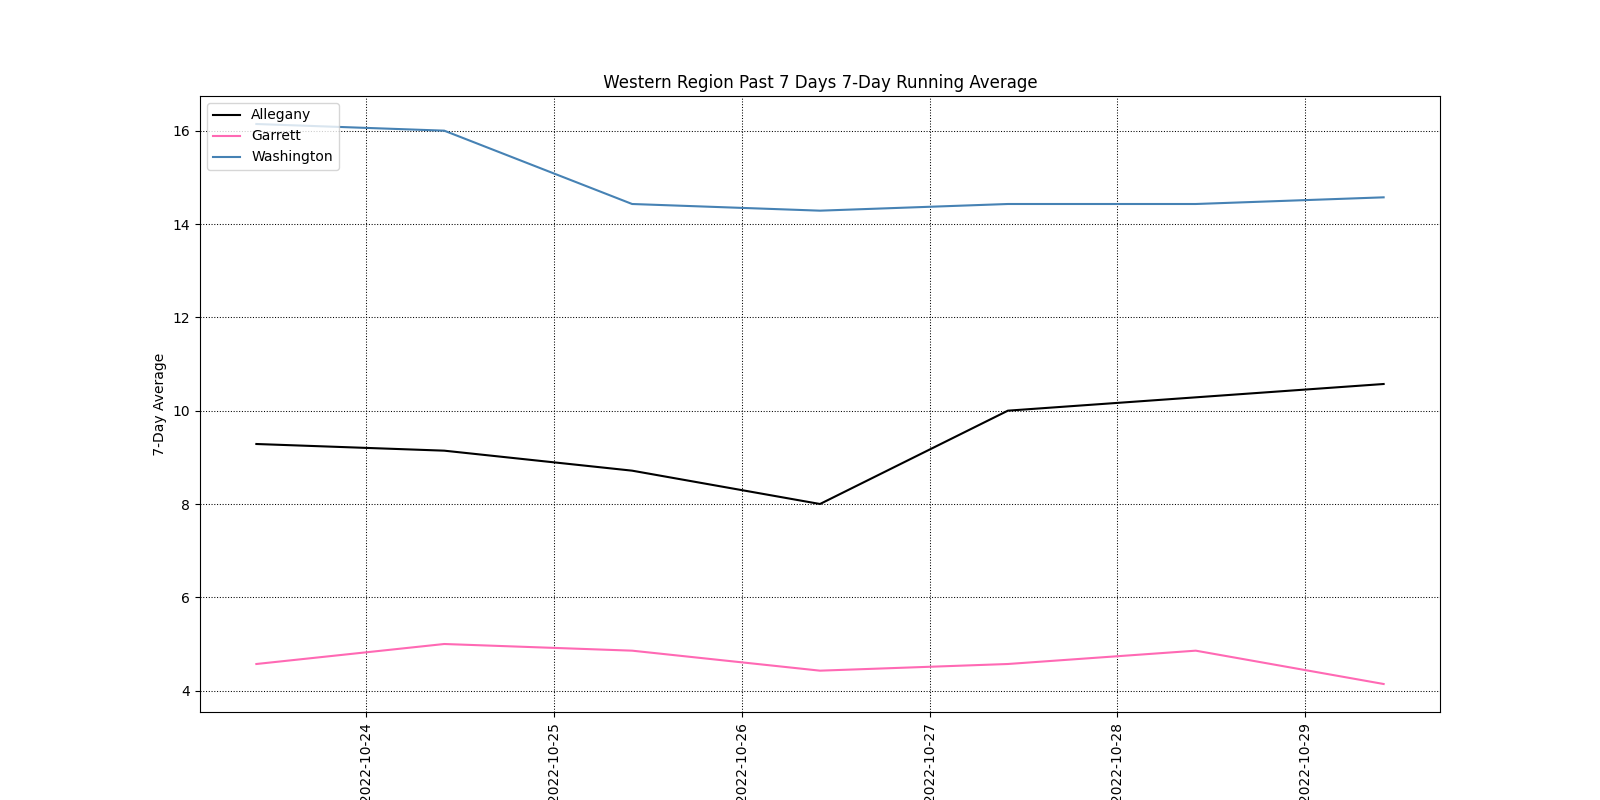 Western Region Past 7 Days 7-Day Running Average
Allegany
Garrett
Washington
7-Day Average
16
14
12
10
8
6
4
2022-10-24
2022-10-25
2022-10-26
2022-10-27
2022-10-28
2022-10-29